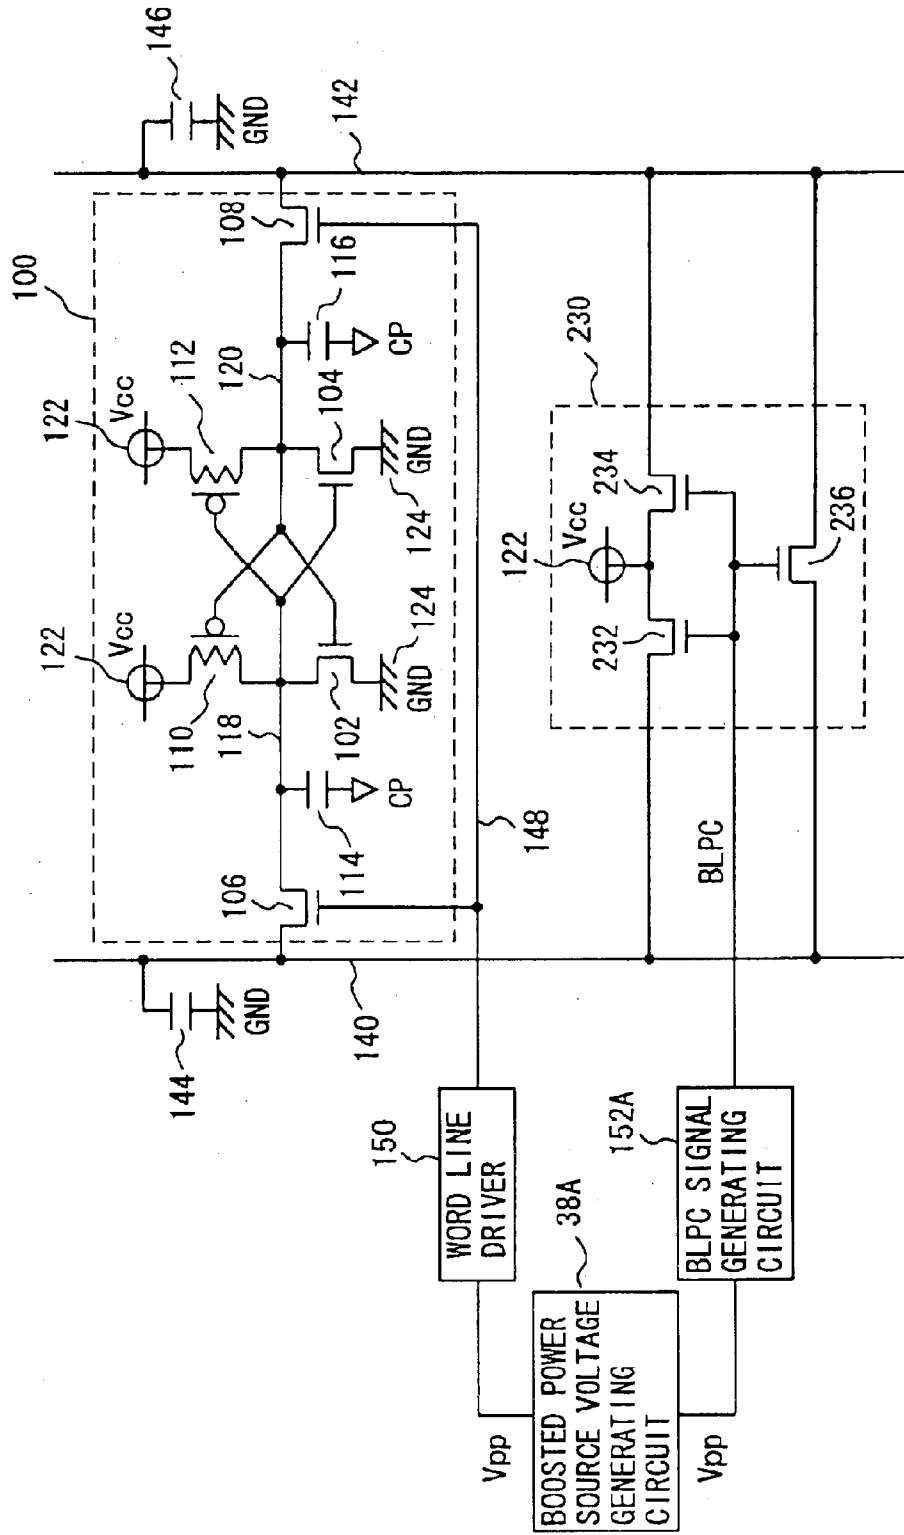 100
122
122
Vcc
Vcc
146
144
110
112
106
118
108
GND
120
GND
114
102
104
116
142
140
CP
124
124
CP
GND
GND
150
WORD LINE
DRIVER
148
122
Vcc
230
Vpp
38A
232
234
BOOSTED POWER
SOURCE VOLTAGE
GENERATING
CIRCUIT
152A
BLPC SIGNAL
GENERATING
CIRCUIT
Vpp
BLPC
236